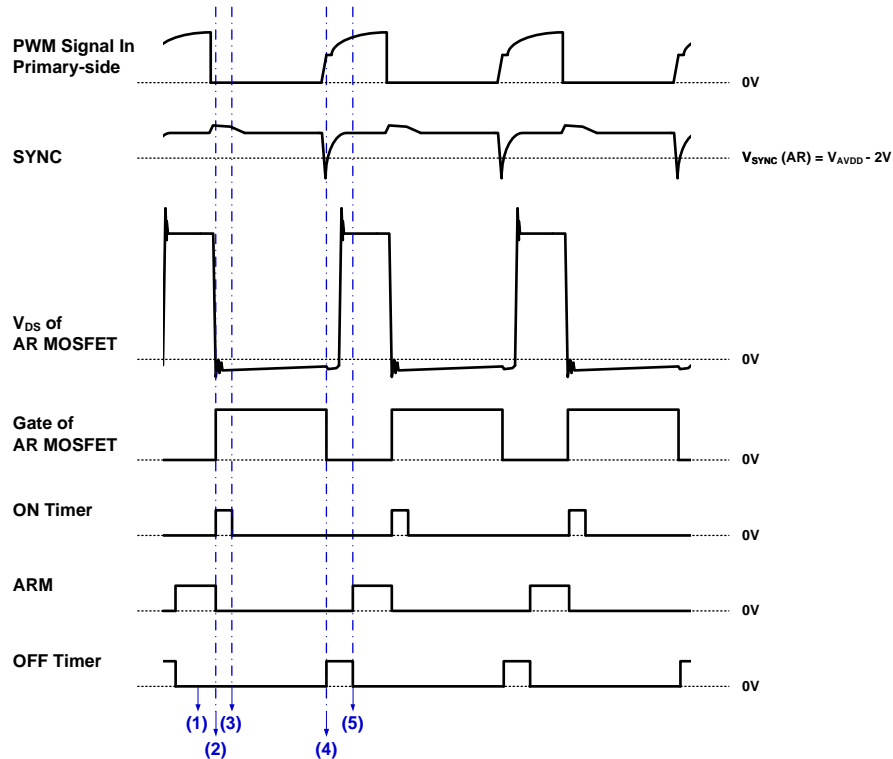 PWM Signal In
Primary-side
0V
SYNC
VSYNC (AR) = VAVDD - 2V
VDS of
AR MOSFET
0V
Gate of
AR MOSFET
0V
ON Timer
0V
ARM
0V
OFF Timer
0V
(1)
(2)
(3)
(4)
(5)